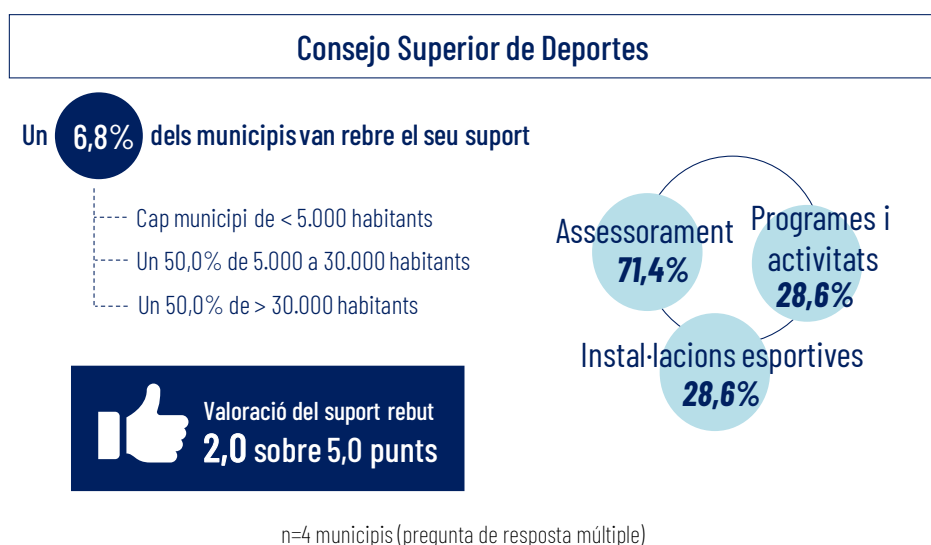 Consejo Superior de Deportes
Un 6,8% dels municipis van rebre el seu suport
Cap municipi de < 5.000 habitants
Un 50,0% de 5.000 a 30.000 habitants
Un 50,0% de > 30.000 habitants
Assessorament
71,4%
Programes i
activitats
28,6%
Instal·lacions esportives
28,6%
Valoració del suport rebut
2,0 sobre 5,0 punts
n=4 municipis (pregunta de resposta múltiple)